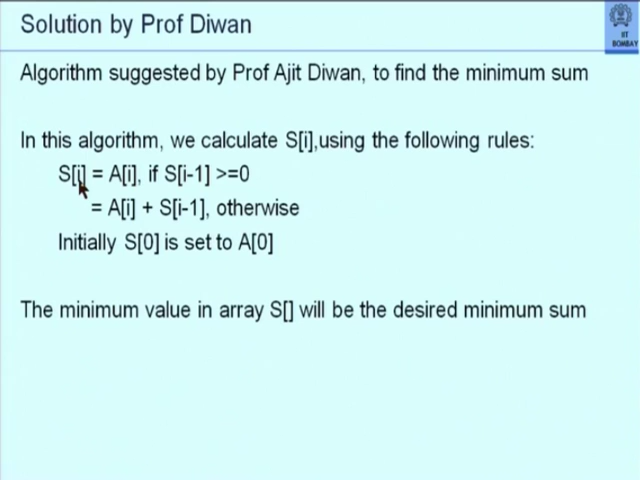 Solution by Prof Diwan
IIT
BOMBAY
Algorithm suggested by Prof Ajit Diwan, to find the minimum sum
In this algorithm, we calculate S[i],using the following rules:
S[i] = A[i], if S[i-1] >=0
= A[i] + S[i-1], otherwise
Initially S[0] is set to A[0]
The minimum value in array S[] will be the desired minimum sum